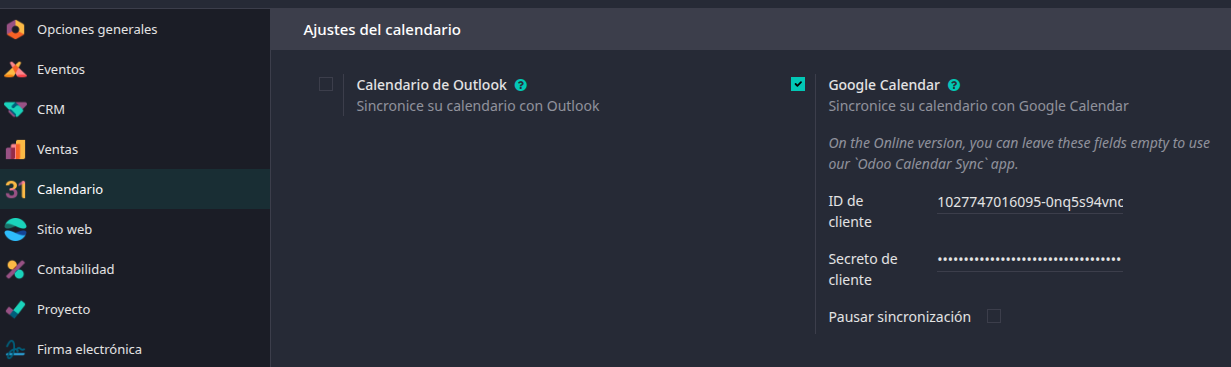 Opciones generales
Eventos
CRM
Ventas
31 Calendario
Sitio web
Contabilidad
Proyecto
Firma electrónica
Ajustes del calendario
Calendario de Outlook ?
Sincronice su calendario con Outlook
Google Calendar ?
Sincronice su calendario con Google Calendar
On the Online version, you can leave these fields empty to use
our `Odoo Calendar Sync` app.
ID de
cliente
1027747016095-0nq5s94vnc
Secreto de
cliente
••••••••••••••••••••••••••••••••••
Pausar sincronización